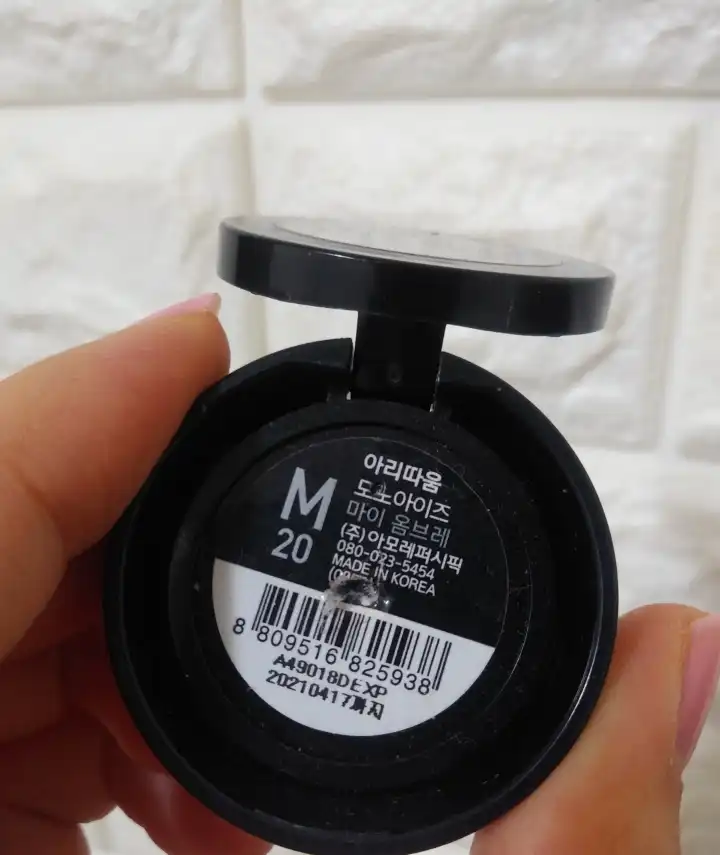 아리따움
모노아이즈
마이 옴브레
M
20
(주)아모레퍼시픽
080-023-5454
MADE IN KOREA
8 809516 825938
A49018D EXP
20210417까지